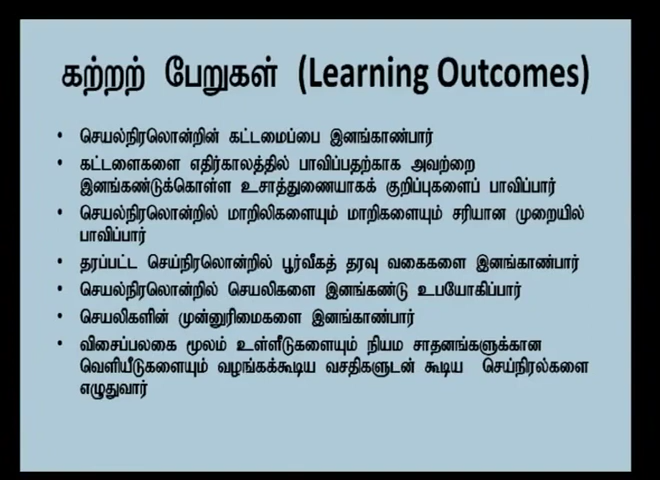 கற்றற் பேறுகள் (Learning Outcomes)
• செயல்நிரலொன்றின் கட்டமைப்பை இனங்காண்பார்
• கட்டளைகளை எதிர்காலத்தில் பாவிப்பதற்காக அவற்றை
இனங்கண்டுக்கொள்ள உசாத்துணையாகக் குறிப்புகளைப் பாவிப்பார்
• செயல்நிரலொன்றில் மாறிலிகளையும் மாறிகளையும் சரியான முறையில்
பாவிப்பார்
• தரப்பட்ட செய்நிரலொன்றில் பூர்வீகத் தரவு வகைகளை இனங்காண்பார்
• செயல்நிரலொன்றில் செயலிகளை இனங்கண்டு உபயோகிப்பார்
• செயலிகளின் முன்னுரிமைகளை இனங்காண்பார்
• விசைப்பலகை மூலம் உள்ளீடுகளையும் நியம சாதனங்களுக்கான
வெளியீடுகளையும் வழங்கக்கூடிய வசதிகளுடன் கூடிய செய்நிரல்களை
எழுதுவார்